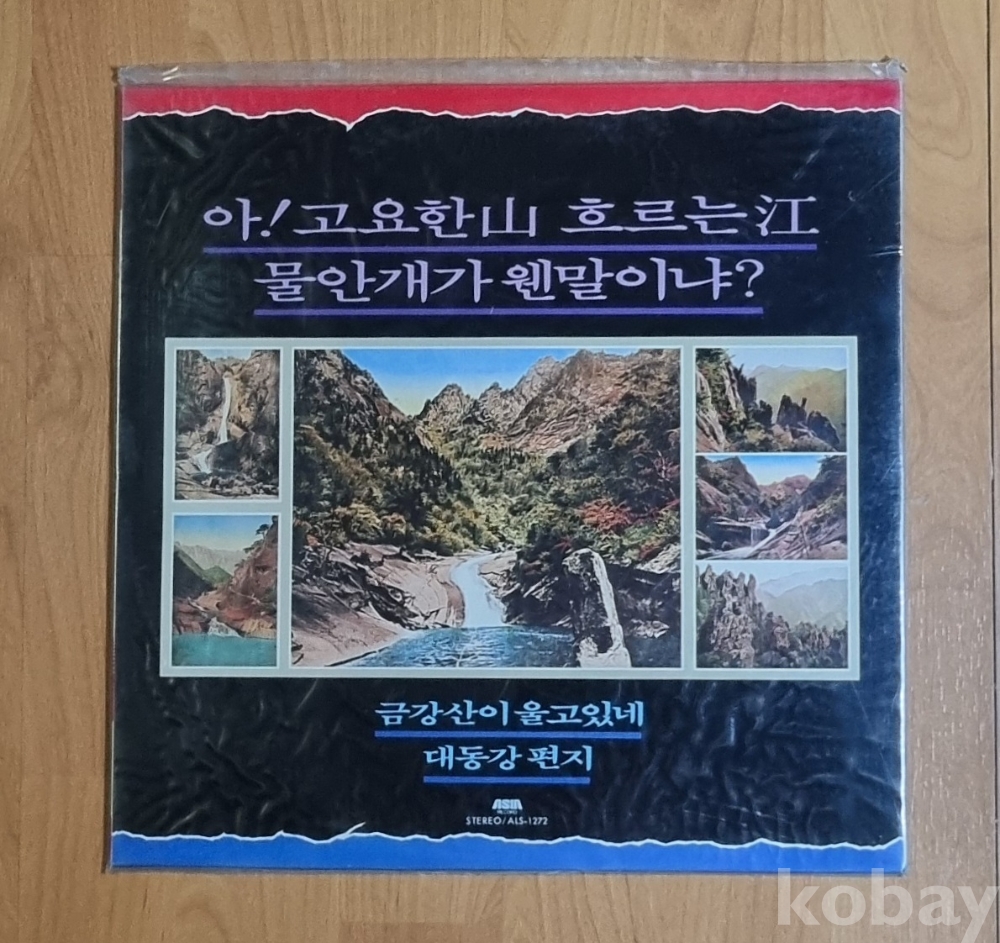 아! 고요한山 흐르는江
물안개가 웬말이냐?
금강산이 울고있네
대동강 편지
ASIA
RECORD
STEREO/ALS-1272
kobay